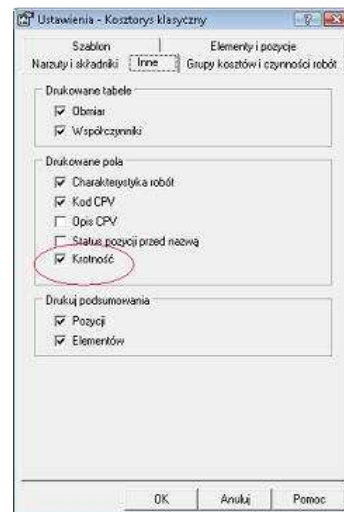 Ustawienia - Kosztorys klasyczny
Szablon Elementy i pozycje
Narzuty i składniki Inne Grupy kosztów i czynności robót
Drukowane tabele
Obmiar
Współczynniki
Drukowane pola
Charakterystyka robót
Kod CPV
Opis CPV
Status pozycji przed nazwą
Krotność
Drukuj podsumowania
Pozycji
Elementów
OK Anuluj Pomoc